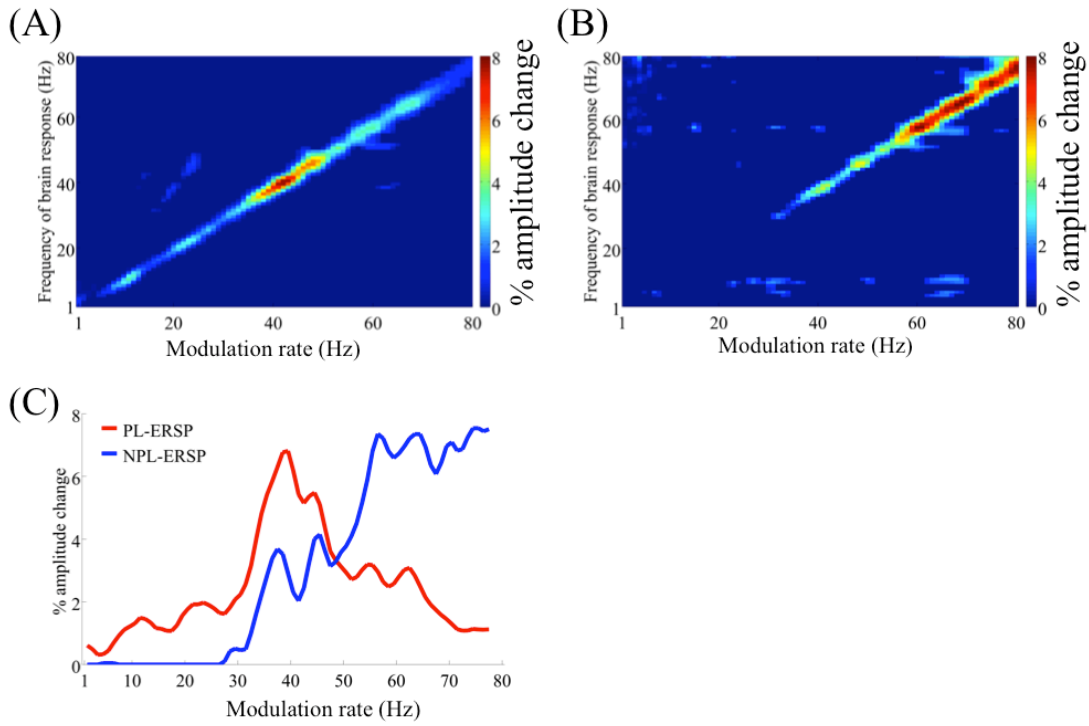 (A)
Frequency of brain response (Hz)
80
60
40
20
1
1 20 40 60 80
Modulation rate (Hz)
8
6
4
2
0
% amplitude change
(B)
Frequency of brain response (Hz)
80
60
40
20
1
1 20 40 60 80
Modulation rate (Hz)
8
6
4
2
0
% amplitude change
(C)
% amplitude change
8
6
4
2
0
PL-ERSP
NPL-ERSP
1 10 20 30 40 50 60 70 80
Modulation rate (Hz)